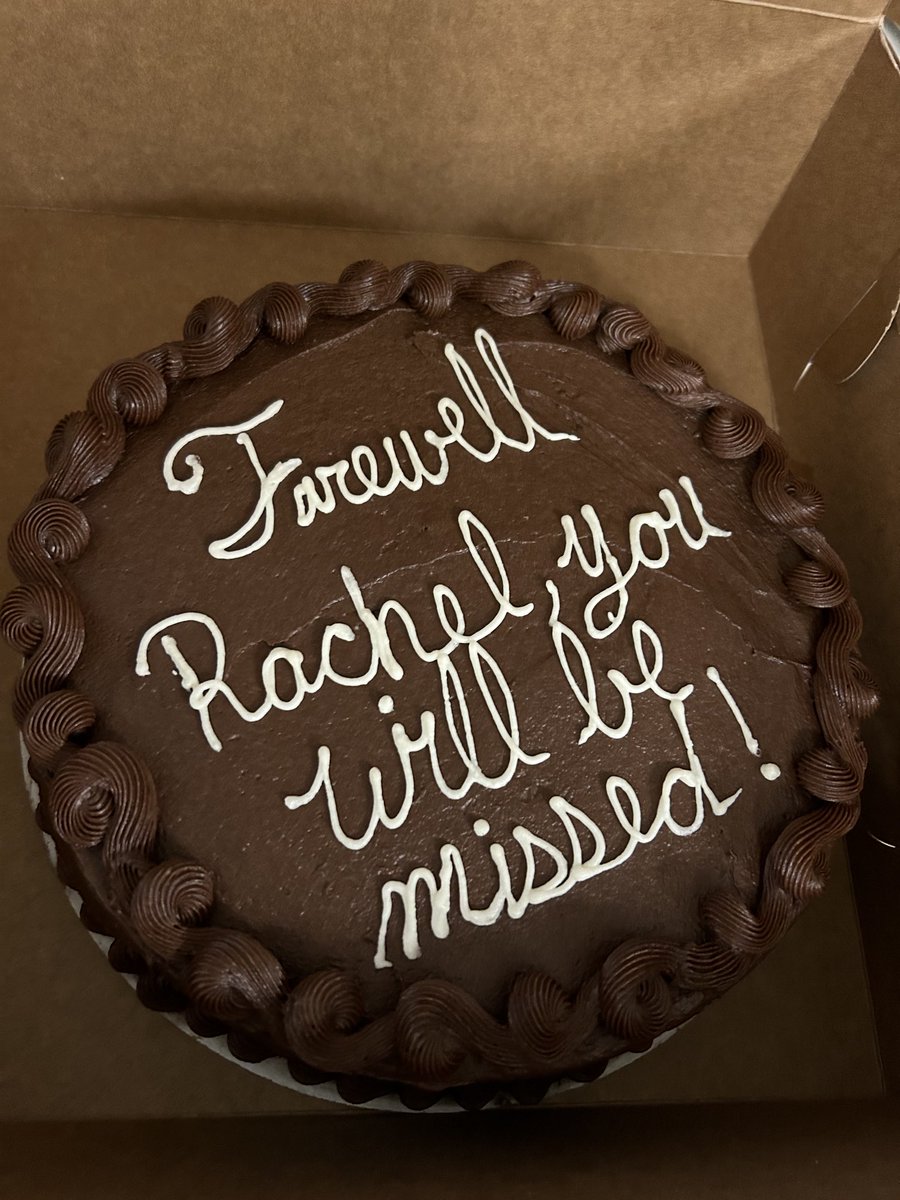 Farewell
Rachel, you
will be
missed!